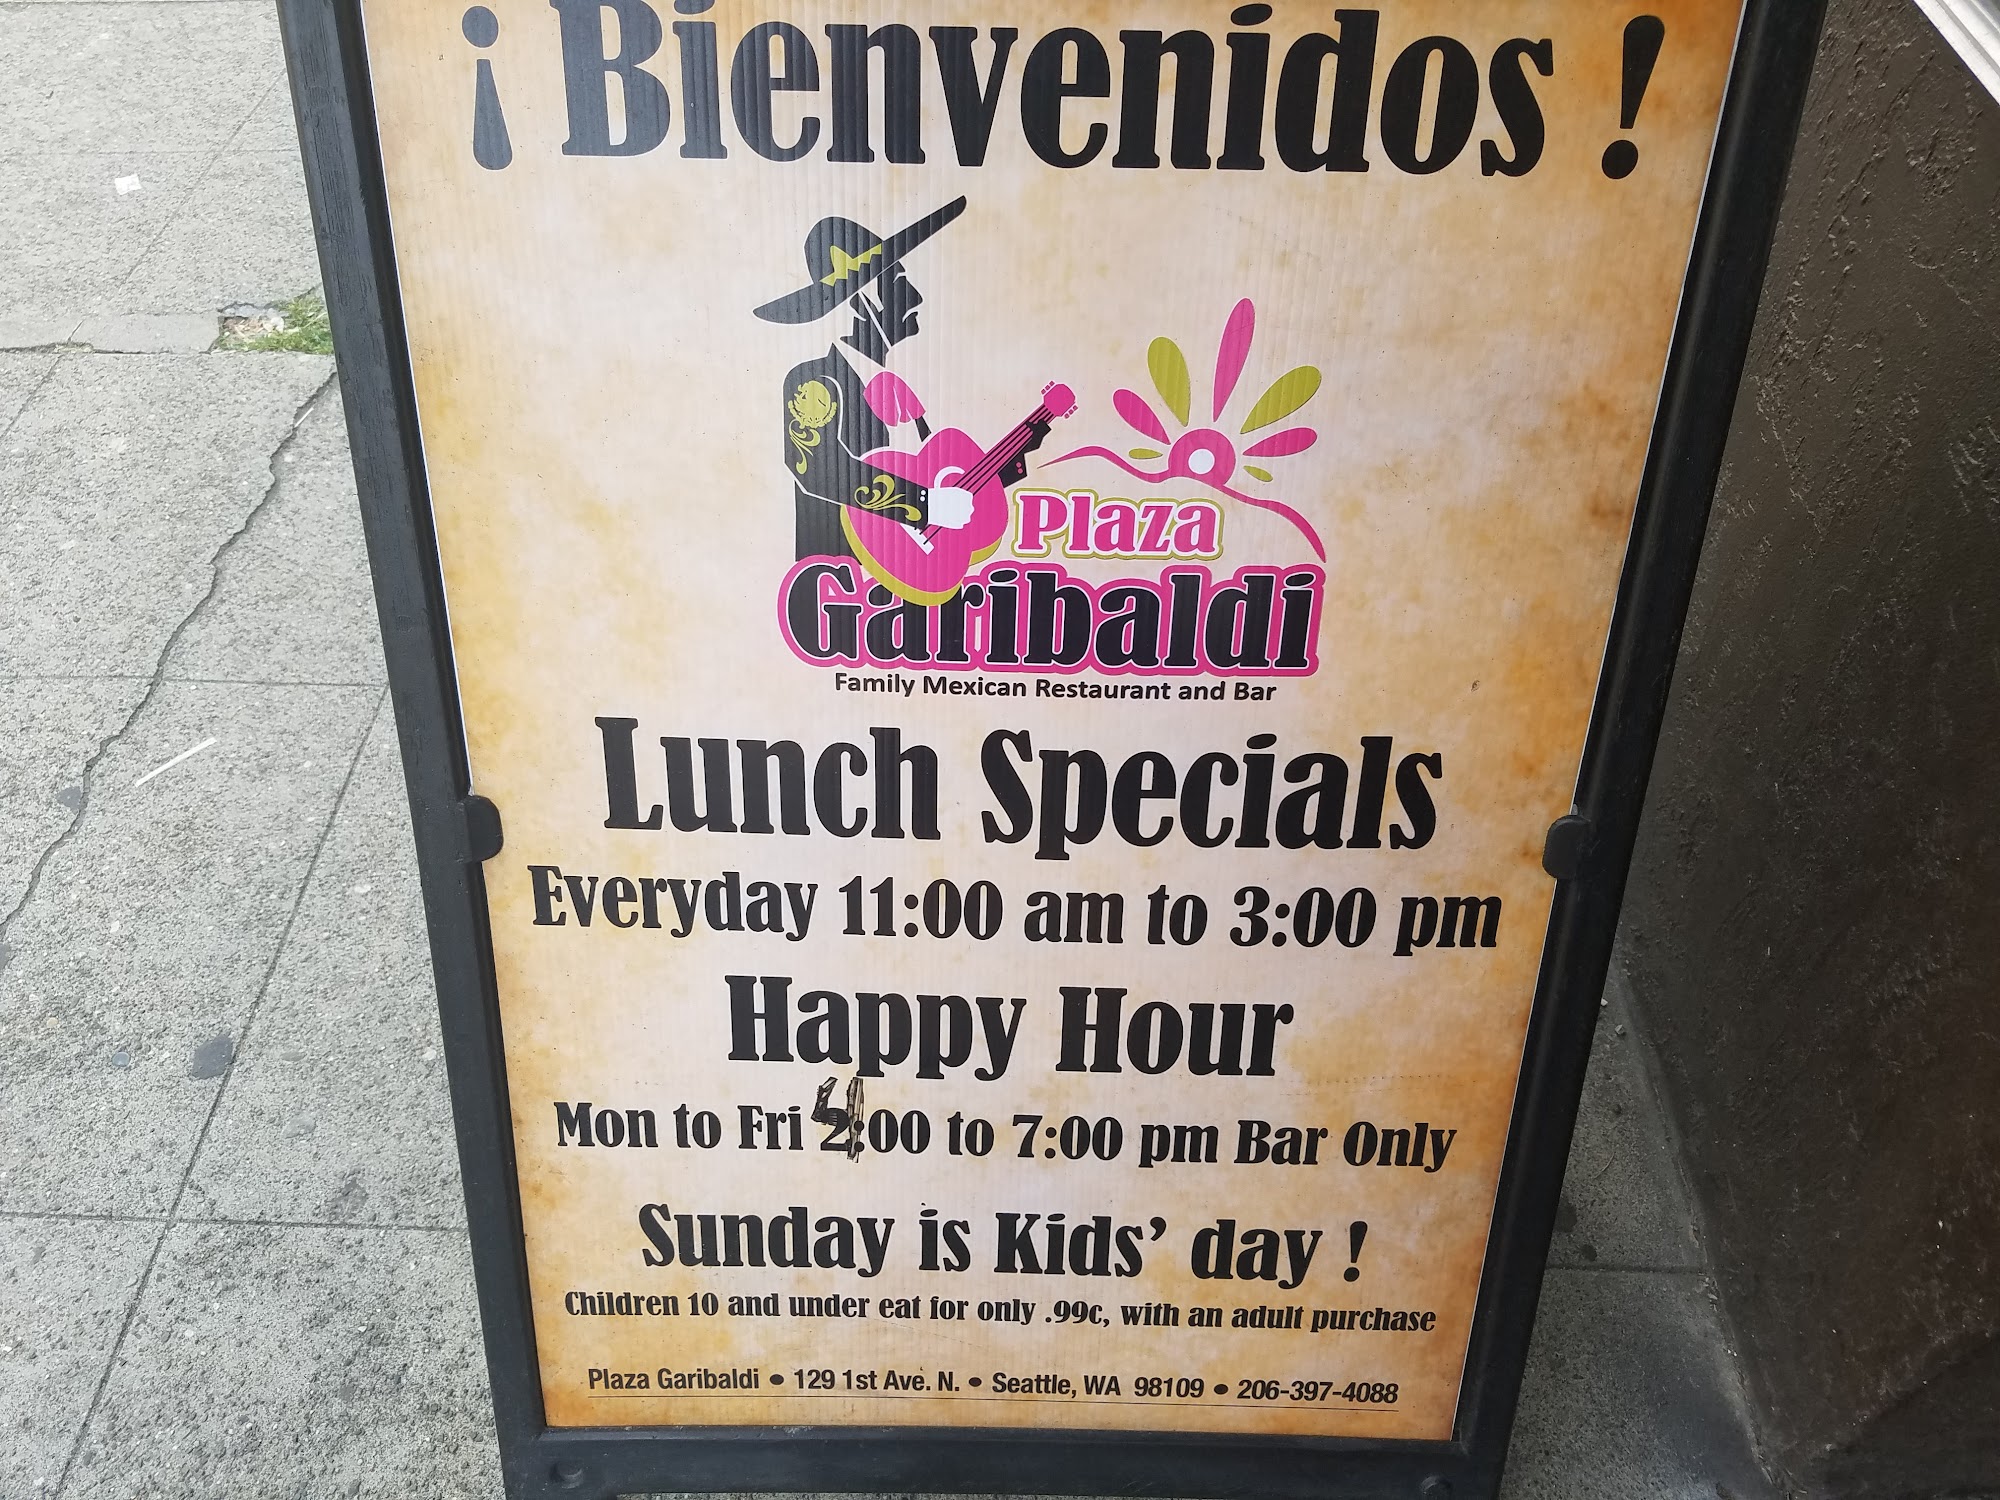 ¡ Bienvenidos !
Plaza
Garibaldi
Family Mexican Restaurant and Bar
Lunch Specials
Everyday 11:00 am to 3:00 pm
Happy Hour
Mon to Fri 4:00 to 7:00 pm Bar Only
Sunday is Kids’ day !
Children 10 and under eat for only .99c, with an adult purchase
Plaza Garibaldi • 129 1st Ave. N. • Seattle, WA 98109 • 206-397-4088